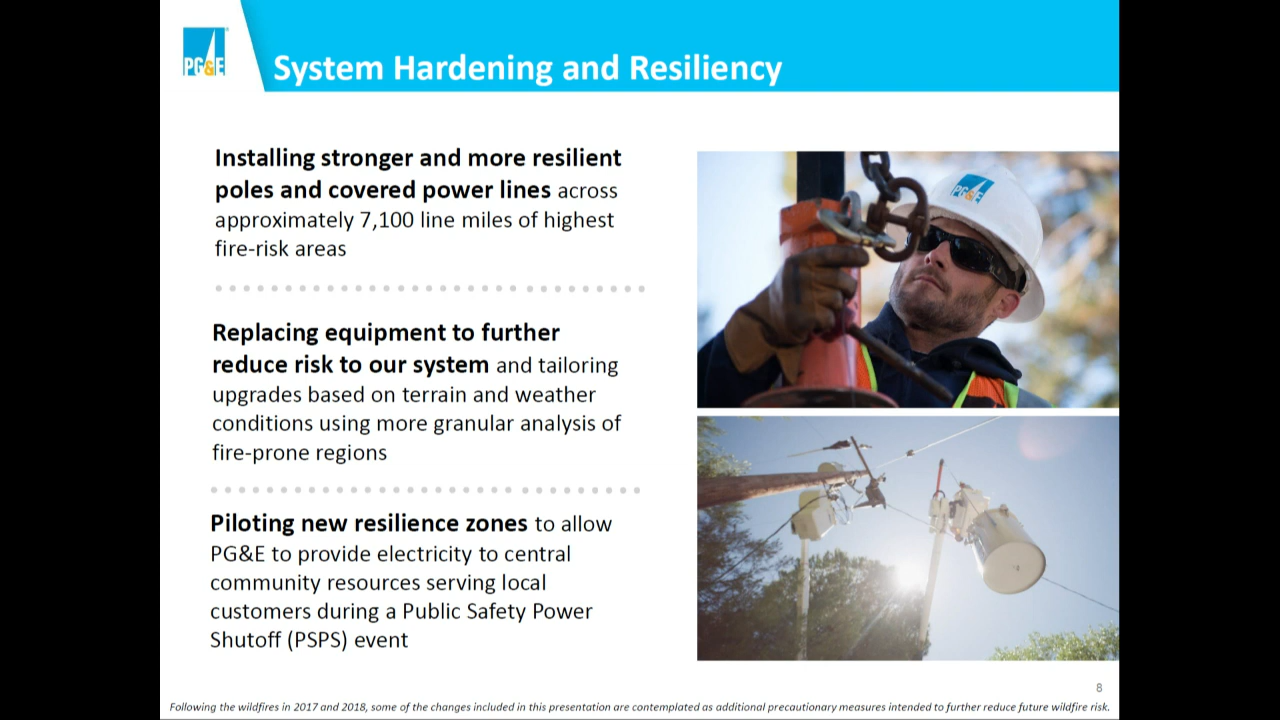 PG&E
System Hardening and Resiliency
Installing stronger and more resilient
poles and covered power lines across
approximately 7,100 line miles of highest
fire-risk areas
Replacing equipment to further
reduce risk to our system and tailoring
upgrades based on terrain and weather
conditions using more granular analysis of
fire-prone regions
Piloting new resilience zones to allow
PG&E to provide electricity to central
community resources serving local
customers during a Public Safety Power
Shutoff (PSPS) event
PG&E
8
Following the wildfires in 2017 and 2018, some of the changes included in this presentation are contemplated as additional precautionary measures intended to further reduce future wildfire risk.